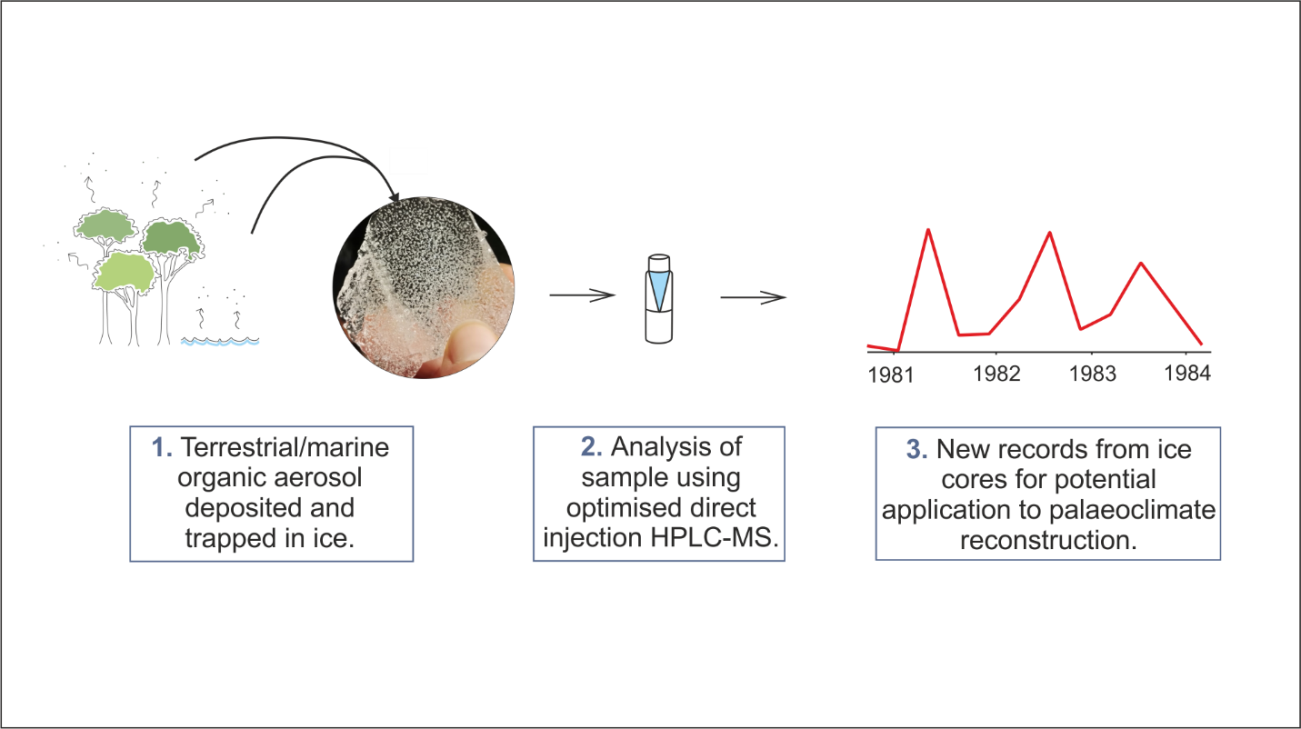 1981
1982
1983
1984
1. Terrestrial/marine
organic aerosol
deposited and
trapped in ice.
2. Analysis of
sample using
optimised direct
injection HPLC-MS.
3. New records from ice
cores for potential
application to palaeoclimate
reconstruction.